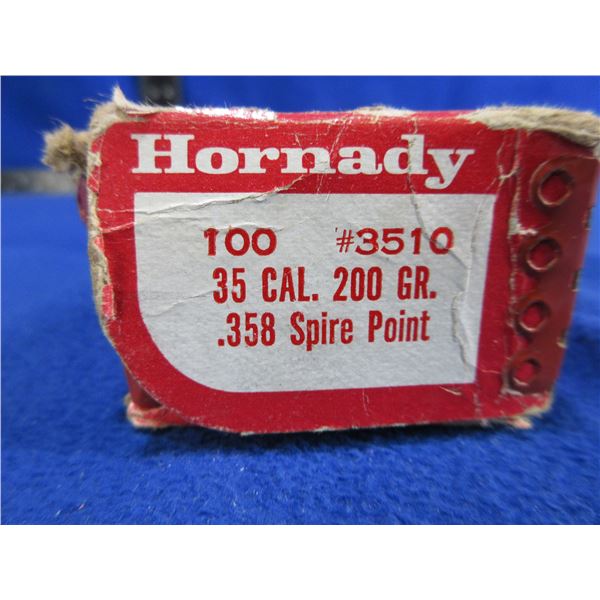 Hornady
100 #3510
35 CAL. 200 GR.
.358 Spire Point